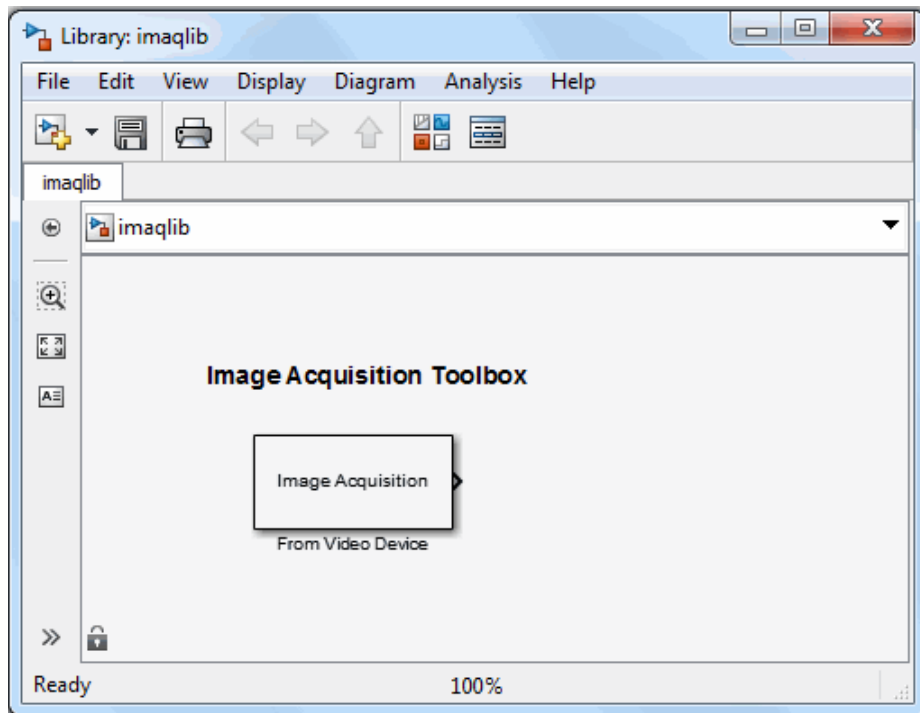 Library: imaqlib
File Edit View Display Diagram Analysis Help
imaqlib
imaqlib
Image Acquisition Toolbox
Image Acquisition
From Video Device
Ready 100%